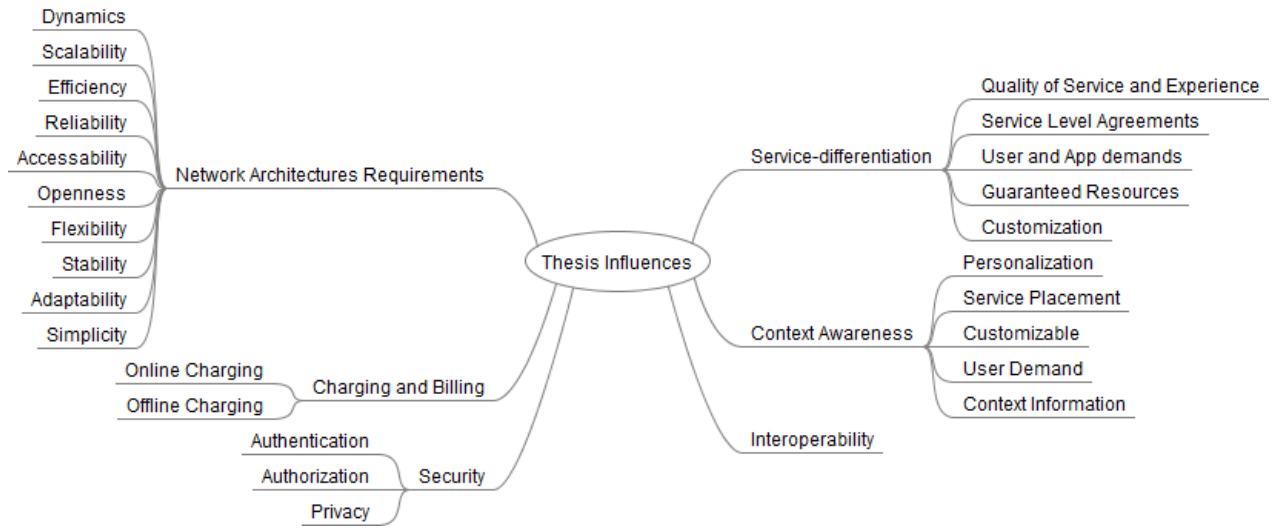 Dynamics
Scalability
Efficiency
Reliability
Accessability
Openness
Flexibility
Stability
Adaptability
Simplicity
Network Architectures Requirements
Online Charging
Offline Charging
Charging and Billing
Authentication
Authorization
Privacy
Security
Thesis Influences
Service-differentiation
Quality of Service and Experience
Service Level Agreements
User and App demands
Guaranteed Resources
Customization
Context Awareness
Personalization
Service Placement
Customizable
User Demand
Context Information
Interoperability